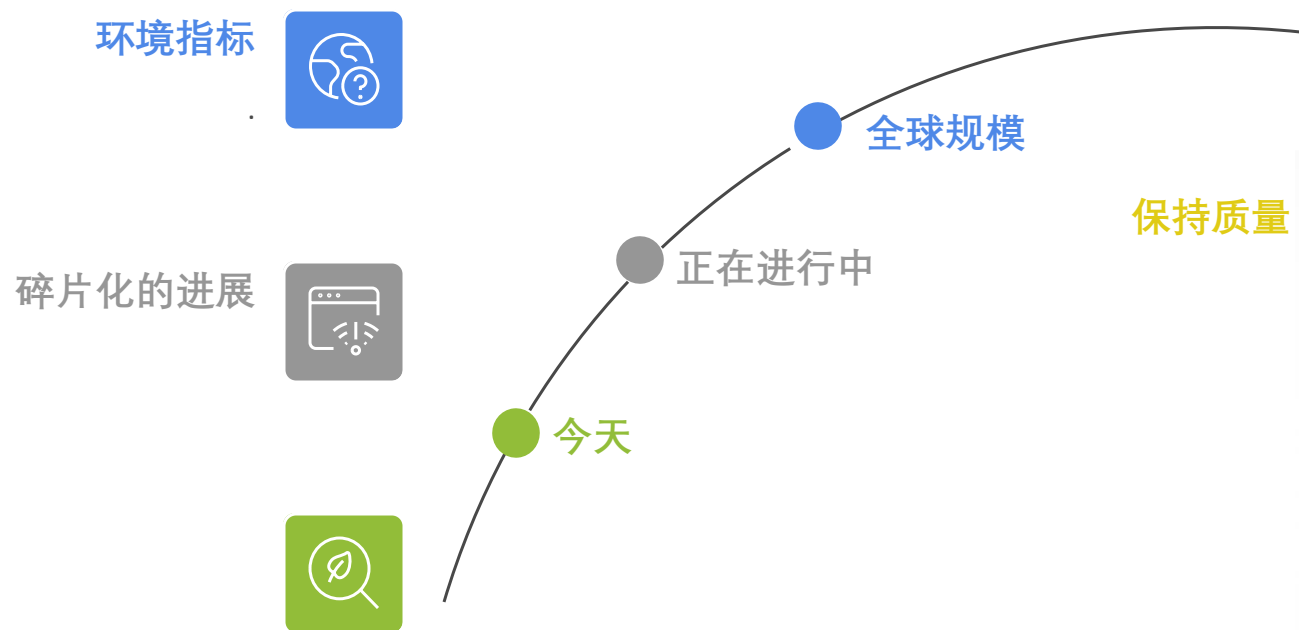 环境指标
.
全球规模
保持质量
正在进行中
碎片化的进展
今天